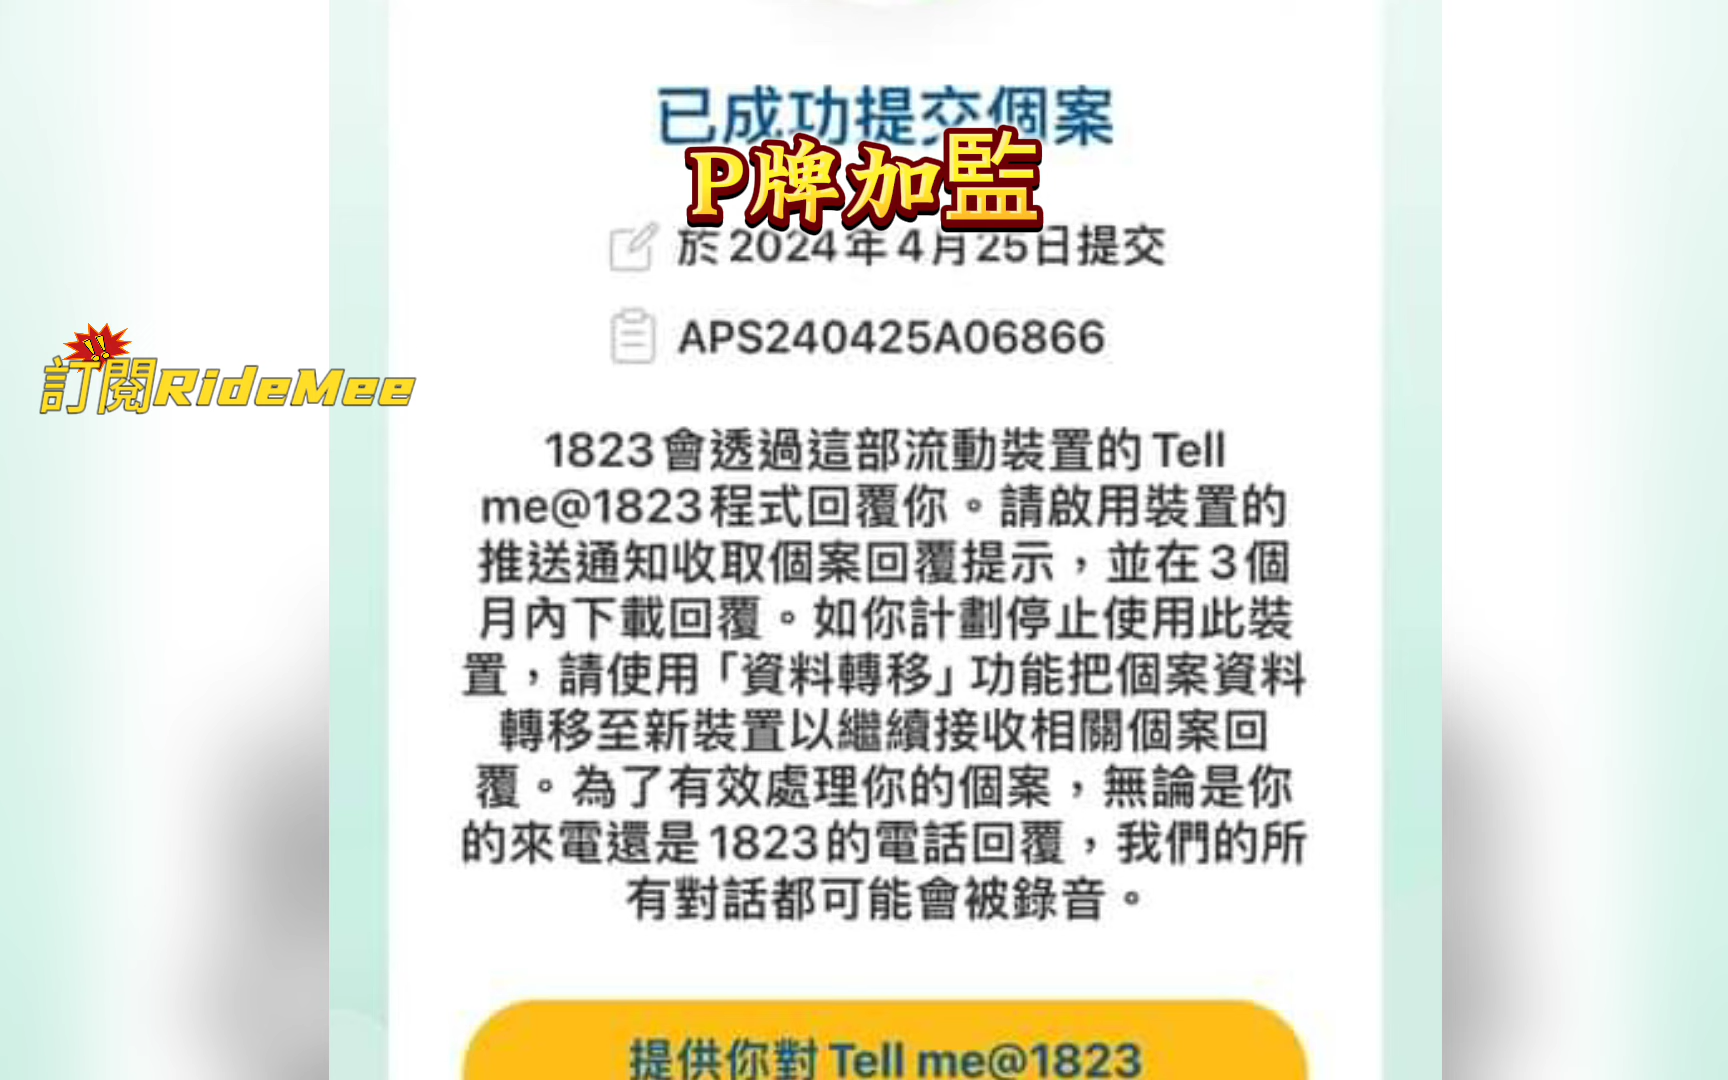 已成功提交個案
P牌加監
於2024年4月25日提交
APS240425A06866
訂閱RideMee
1823會透過這部流動裝置的Tell
me@1823程式回覆你。請啟用裝置的
推送通知收取個案回覆提示，並在3個
月內下載回覆。如你計劃停止使用此裝
置，請使用「資料轉移」功能把個案資料
轉移至新裝置以繼續接收相關個案回
覆。為了有效處理你的個案，無論是你
的來電還是1823的電話回覆，我們的所
有對話都可能會被錄音。
提供你對Tell me@1823